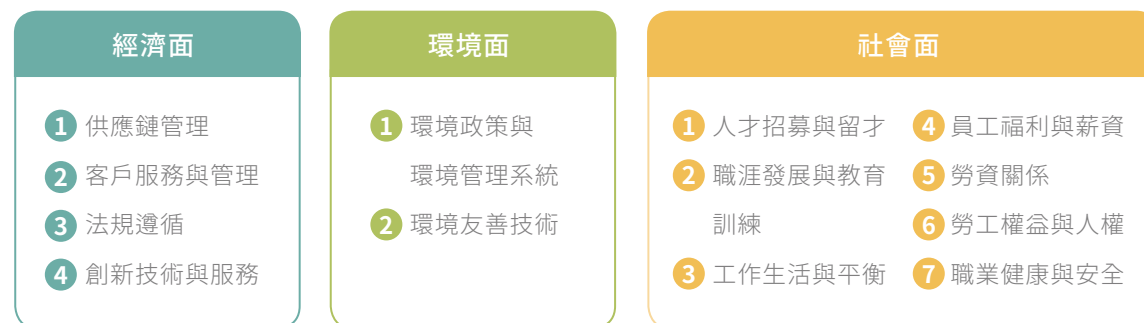 經濟面
1 供應鏈管理
2 客戶服務與管理
3 法規遵循
4 創新技術與服務
環境面
1 環境政策與
環境管理系統
2 環境友善技術
社會面
1 人才招募與留才
2 職涯發展與教育
訓練
3 工作生活與平衡
4 員工福利與薪資
5 勞資關係
6 勞工權益與人權
7 職業健康與安全